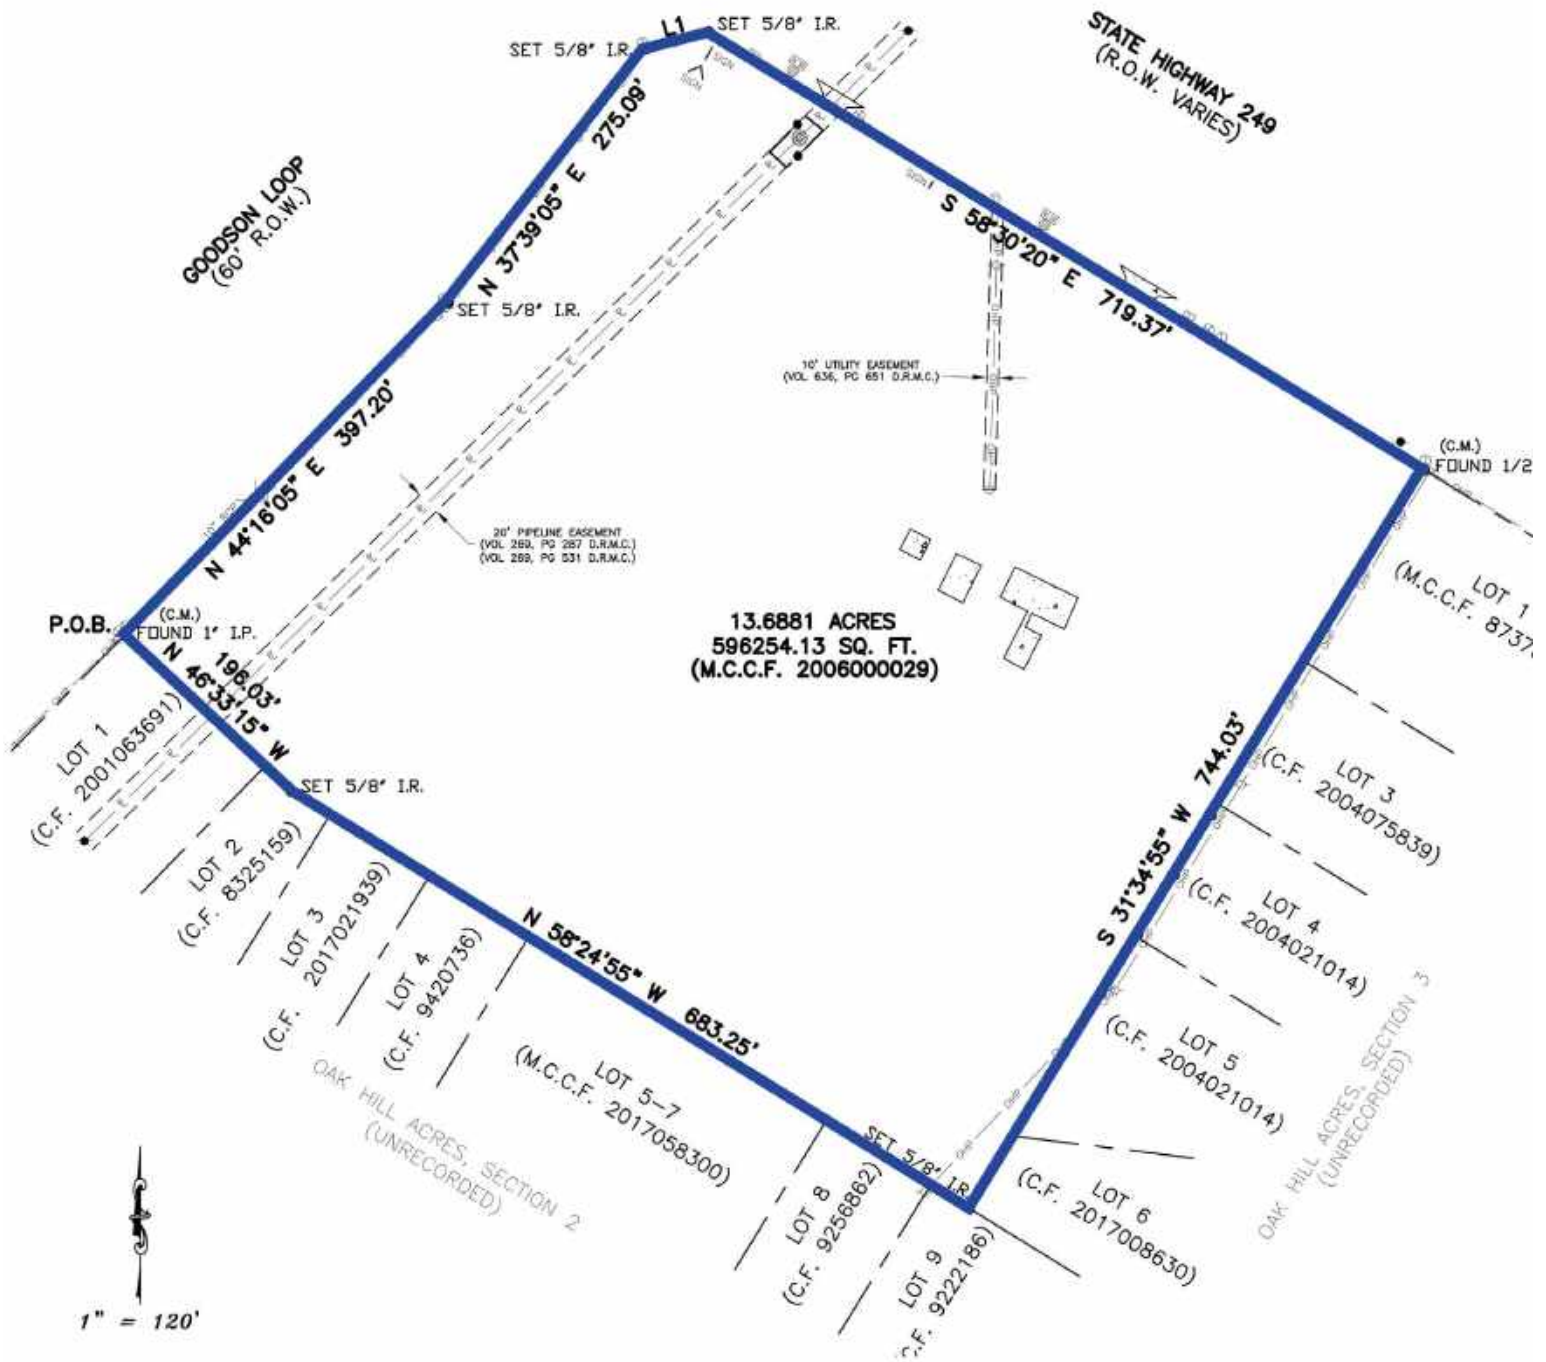 L1
SET 5/8" I.R.
SET 5/8" I.R.
STATE HIGHWAY 249
(R.O.W. VARIES)
SIGN
SIGN
GOODSON LOOP
(60' R.O.W.)
N 37°39'05" E 275.09'
SIGN
S 58°30'20" E 719.37'
SET 5/8" I.R.
10' UTILITY EASEMENT
(VOL 636, PG 651 D.R.M.C.)
N 44°16'05" E 397.20'
(C.M.)
FOUND 1/2
20' PIPELINE EASEMENT
(VOL 269, PG 287 D.R.M.C.)
(VOL 269, PG 531 D.R.M.C.)
LOT 1
(M.C.C.F. 8737
P.O.B.
(C.M.)
FOUND 1" I.P.
13.6881 ACRES
596254.13 SQ. FT.
(M.C.C.F. 2006000029)
196.03'
N 46°33'15" W
LOT 1
(C.F. 2001063691)
SET 5/8" I.R.
S 31°34'55" W 744.03'
LOT 3
(C.F. 2004075839)
LOT 2
(C.F. 8325159)
LOT 3
(C.F. 2017021939)
LOT 4
(C.F. 9420736)
N 58°24'55" W 683.25'
LOT 4
(C.F. 2004021014)
LOT 5
(C.F. 2004021014)
OAK HILL ACRES, SECTION 3
(UNRECORDED)
OAK HILL ACRES, SECTION 2
(UNRECORDED)
LOT 5-7
(M.C.C.F. 2017058300)
SET 5/8" I.R.
OHP
OHP
LOT 8
(C.F. 9256862)
LOT 9
C.F. 9222186)
LOT 6
(C.F. 2017008630)
1" = 120'